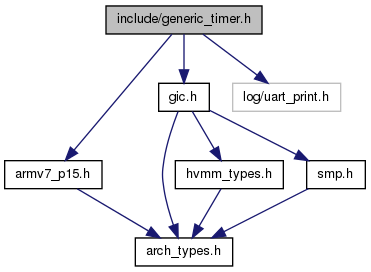 include/generic_timer.h
gic.h
log/uart_print.h
armv7_p15.h
hvmm_types.h
smp.h
arch_types.h